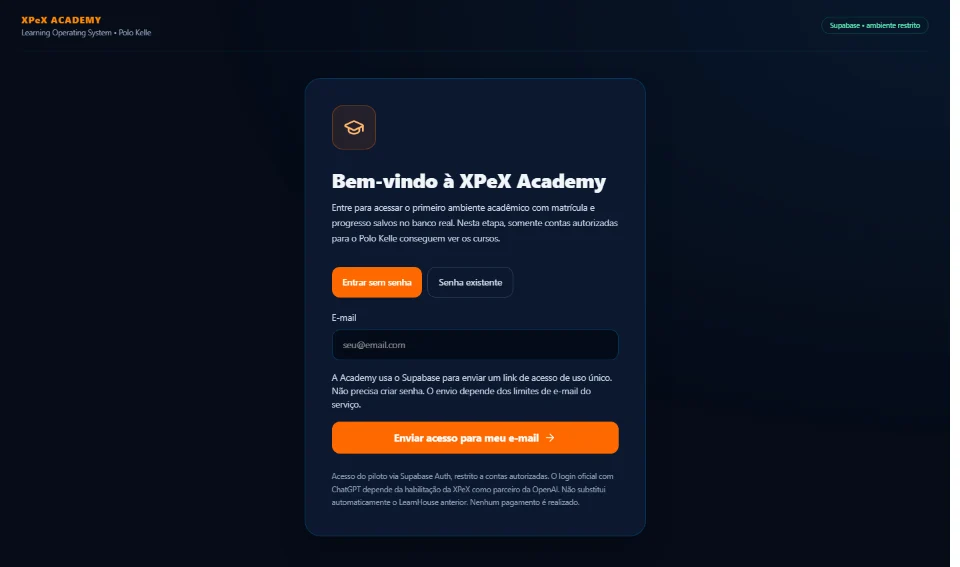 XPeX ACADEMY
Learning Operating System • Polo Kelle
Supabase • ambiente restrito
Bem-vindo à XPeX Academy
Entre para acessar o primeiro ambiente acadêmico com matrícula e
progresso salvos no banco real. Nesta etapa, somente contas autorizadas
para o Polo Kelle conseguem ver os cursos.
Entrar sem senha
Senha existente
E-mail
seu@email.com
A Academy usa o Supabase para enviar um link de acesso de uso único.
Não precisa criar senha. O envio depende dos limites de e-mail do
serviço.
Enviar acesso para meu e-mail →
Acesso do piloto via Supabase Auth, restrito a contas autorizadas. O login oficial com
ChatGPT depende da habilitação da XPeX como parceiro da OpenAI. Não substitui
automaticamente o LearnHouse anterior. Nenhum pagamento é realizado.